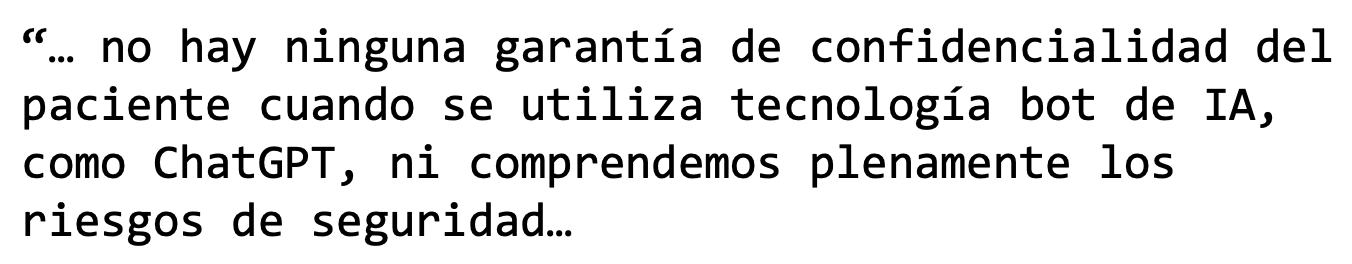 “… no hay ninguna garantía de confidencialidad del
paciente cuando se utiliza tecnología bot de IA,
como ChatGPT, ni comprendemos plenamente los
riesgos de seguridad…